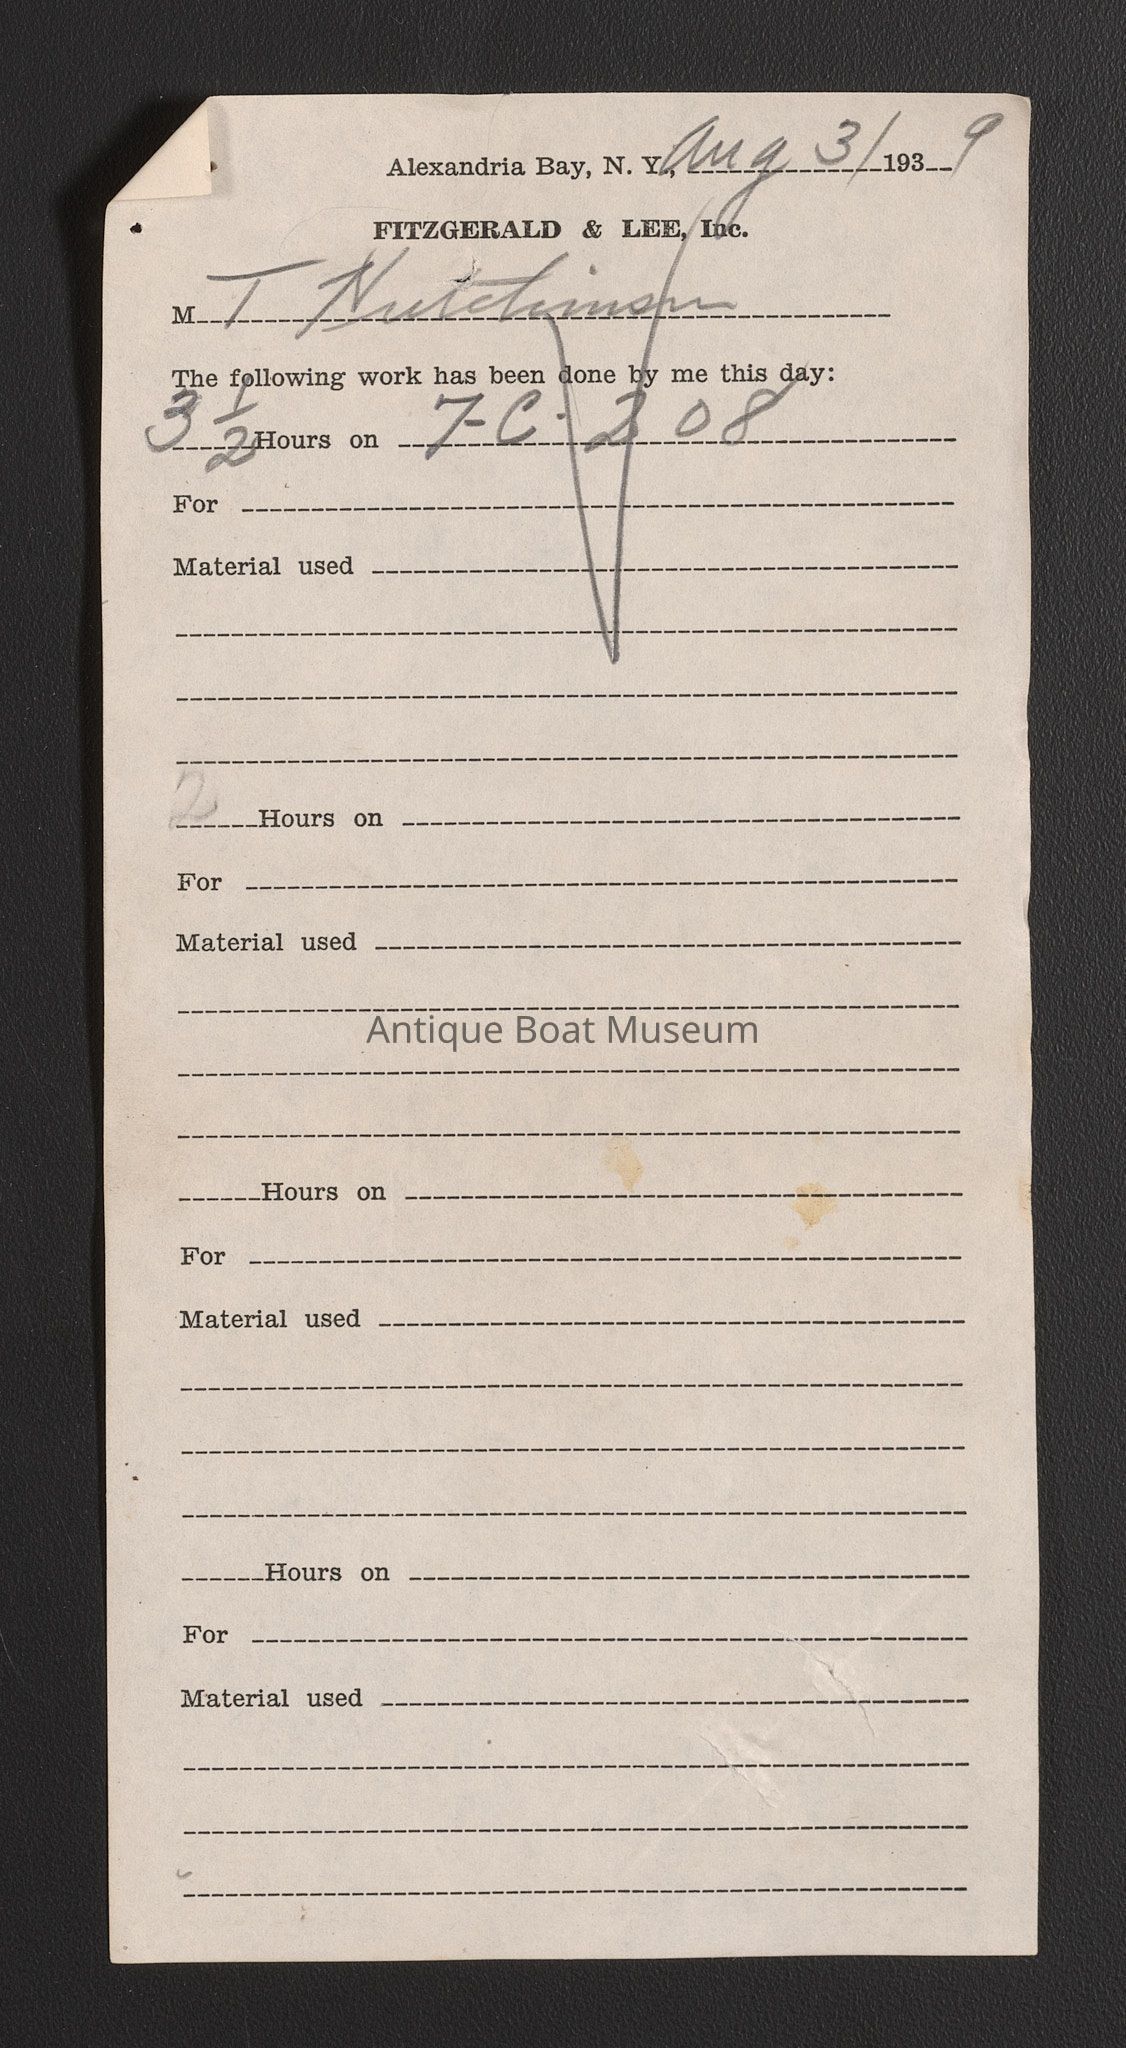 Alexandria Bay, N. Y., Aug 31 1939
FITZGERALD & LEE, Inc.
M T Hutchinson
The following work has been done by me this day:
3 1/2 Hours on 7-C-208
For
Material used
2 Hours on
For
Material used
Antique Boat Museum
Hours on
For
Material used
Hours on
For
Material used